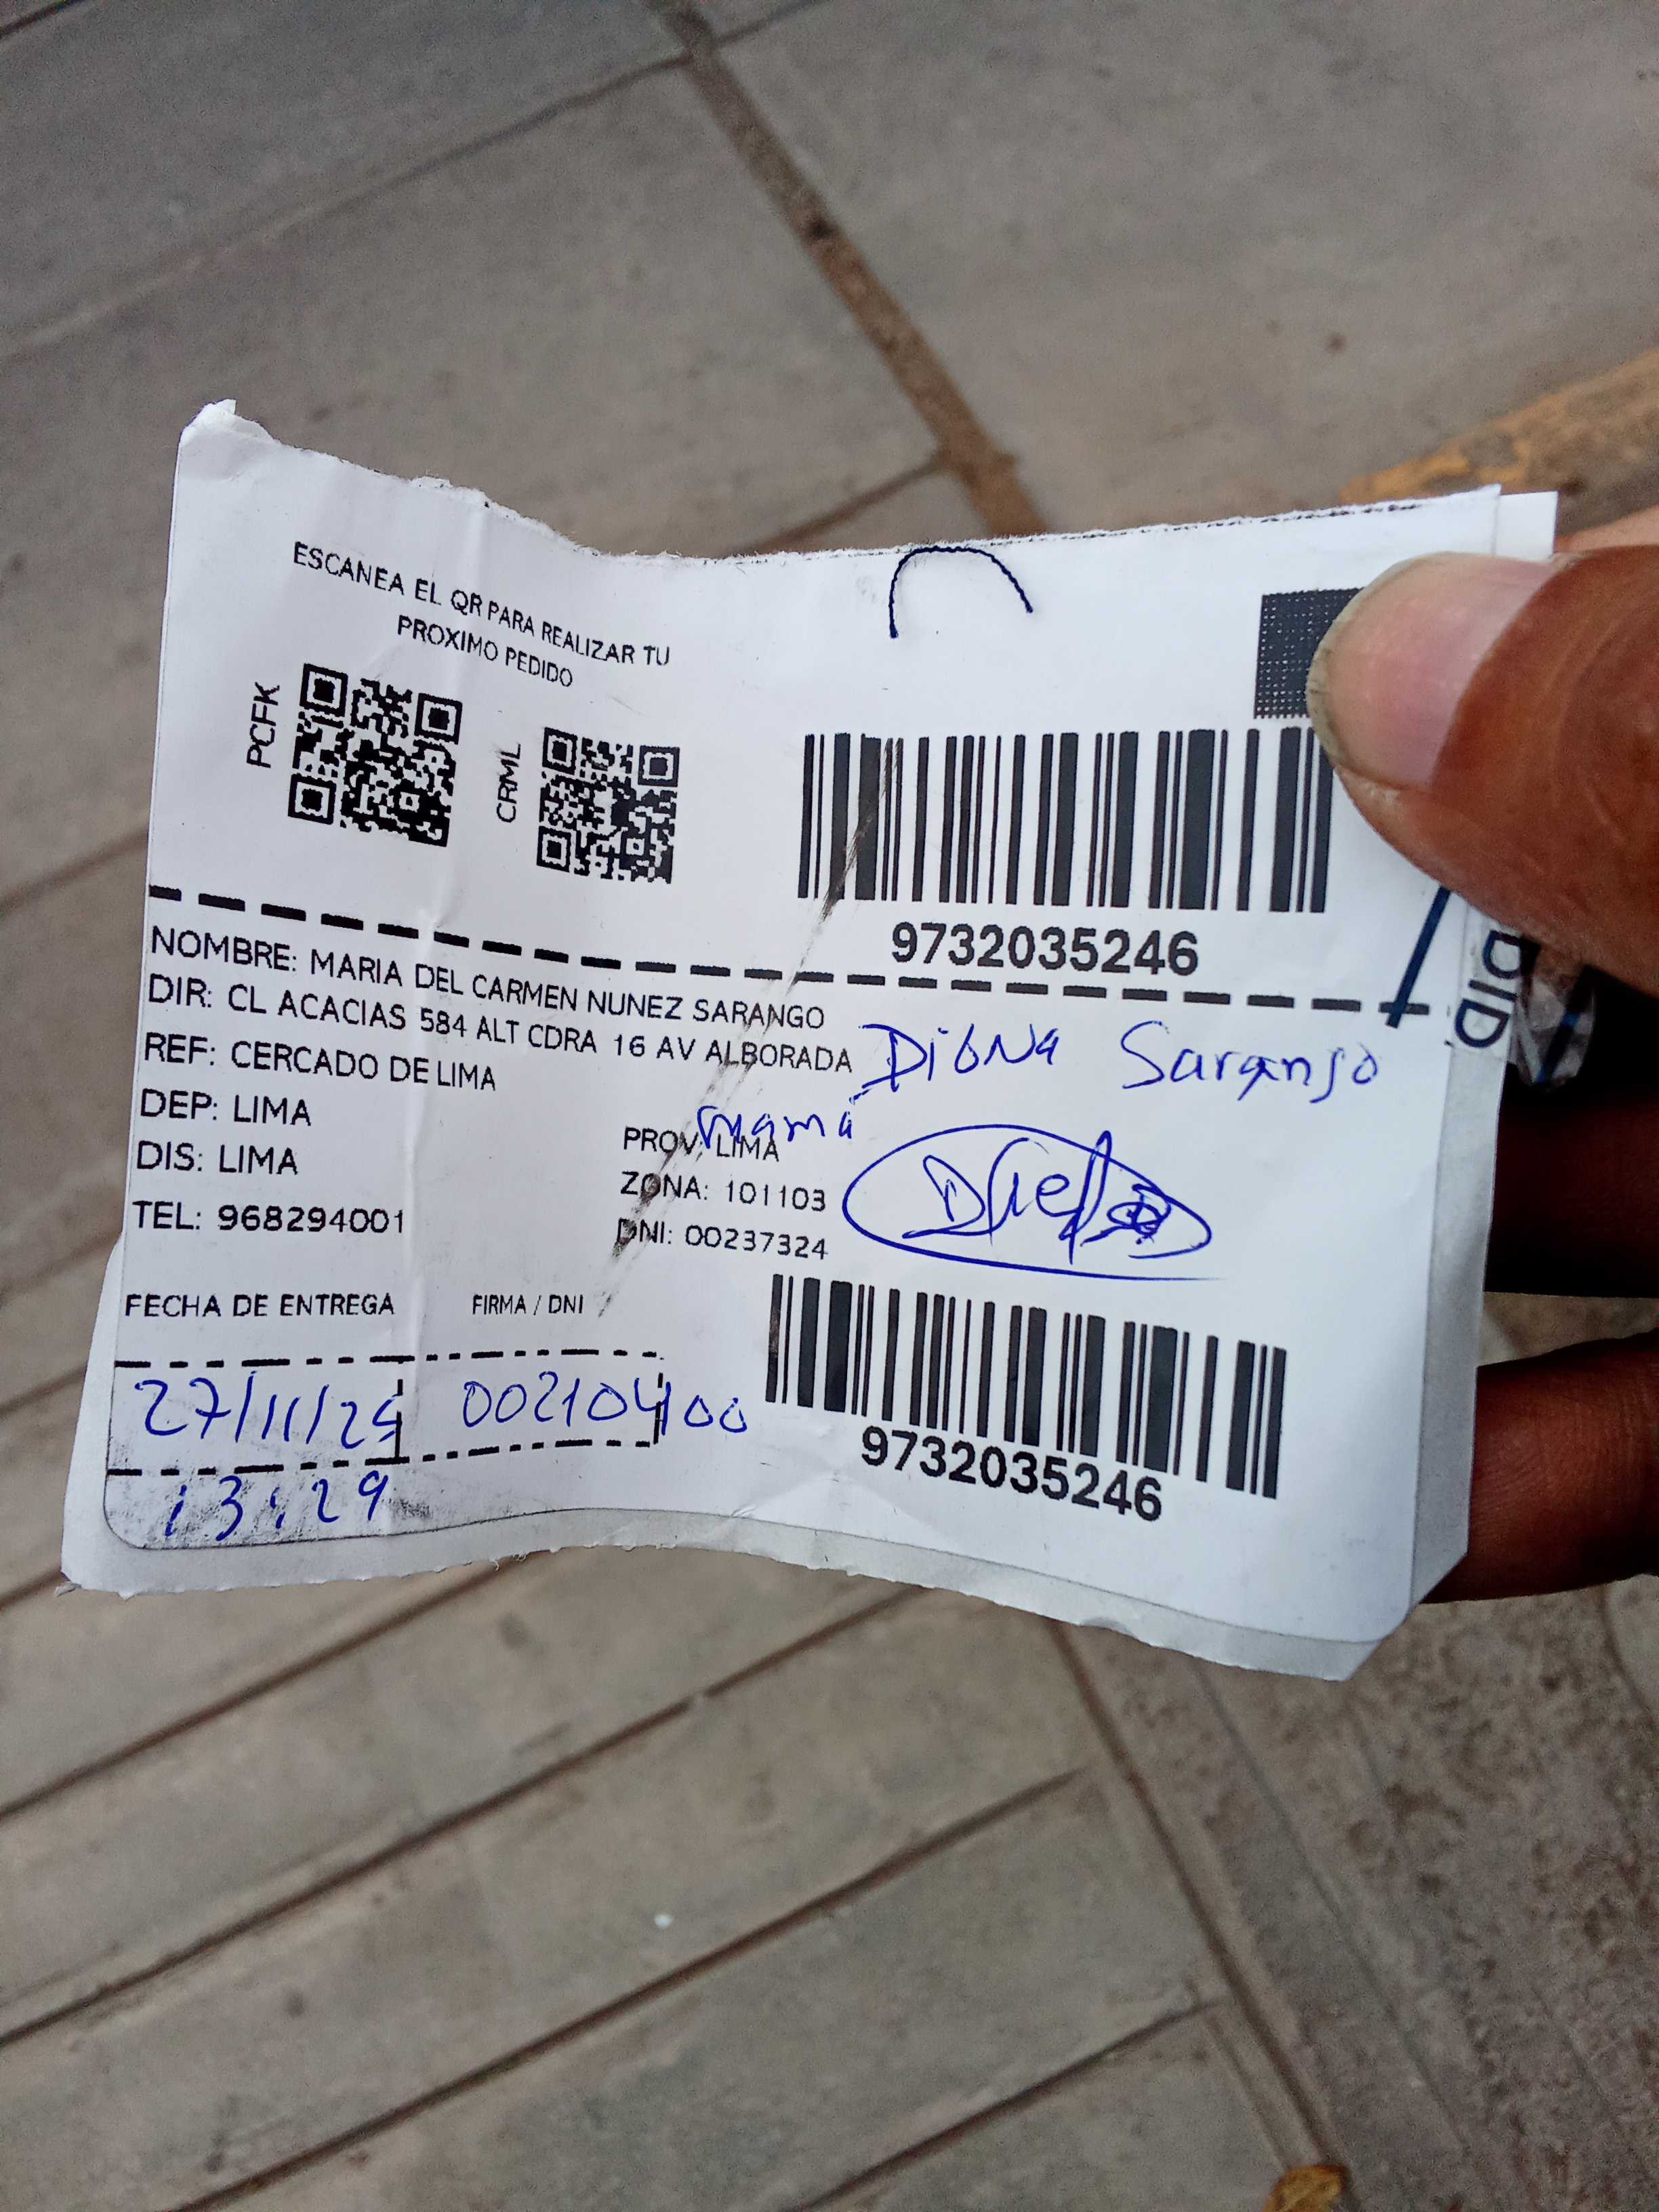 ESCANEA EL QR PARA REALIZAR TU
PROXIMO PEDIDO
PCFK
CRML
9732035246
NOMBRE: MARIA DEL CARMEN NUNEZ SARANGO
DIR: CL ACACIAS 584 ALT CDRA 16 AV ALBORADA
Diana Sarango
REF: CERCADO DE LIMA
mamá
DEP: LIMA
PROV: LIMA
DIS: LIMA
ZONA: 101103
TEL: 968294001
DNI: 00237324
FECHA DE ENTREGA
FIRMA / DNI
27/11/25
002104100
13:29
9732035246